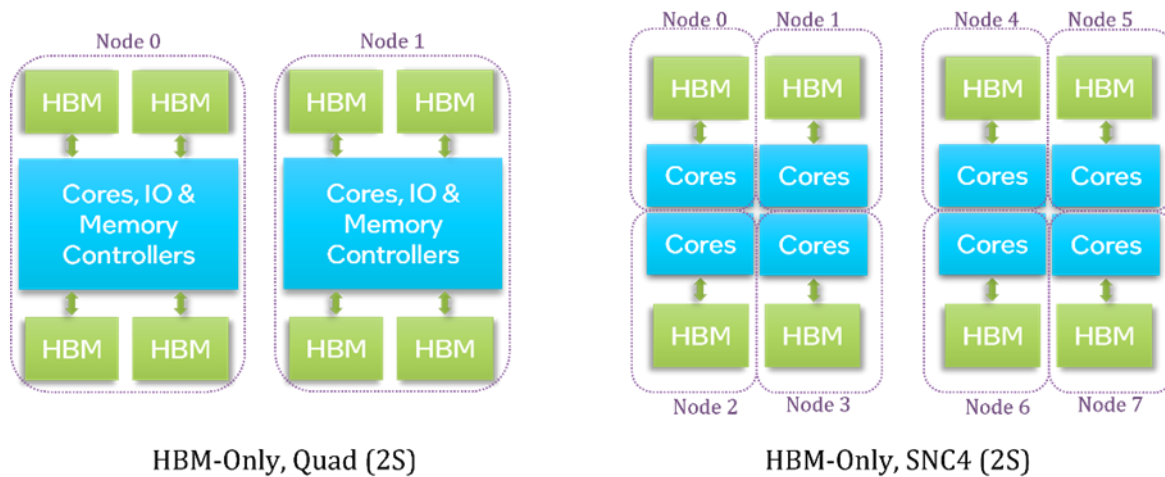 Node 0
Node 1
HBM
HBM
HBM
HBM
Cores, IO &
Memory
Controllers
Cores, IO &
Memory
Controllers
HBM
HBM
HBM
HBM
HBM-Only, Quad (2S)
Node 0
Node 1
Node 4
Node 5
HBM
HBM
HBM
HBM
Cores
Cores
Cores
Cores
Cores
Cores
Cores
Cores
HBM
HBM
HBM
HBM
Node 2
Node 3
Node 6
Node 7
HBM-Only, SNC4 (2S)